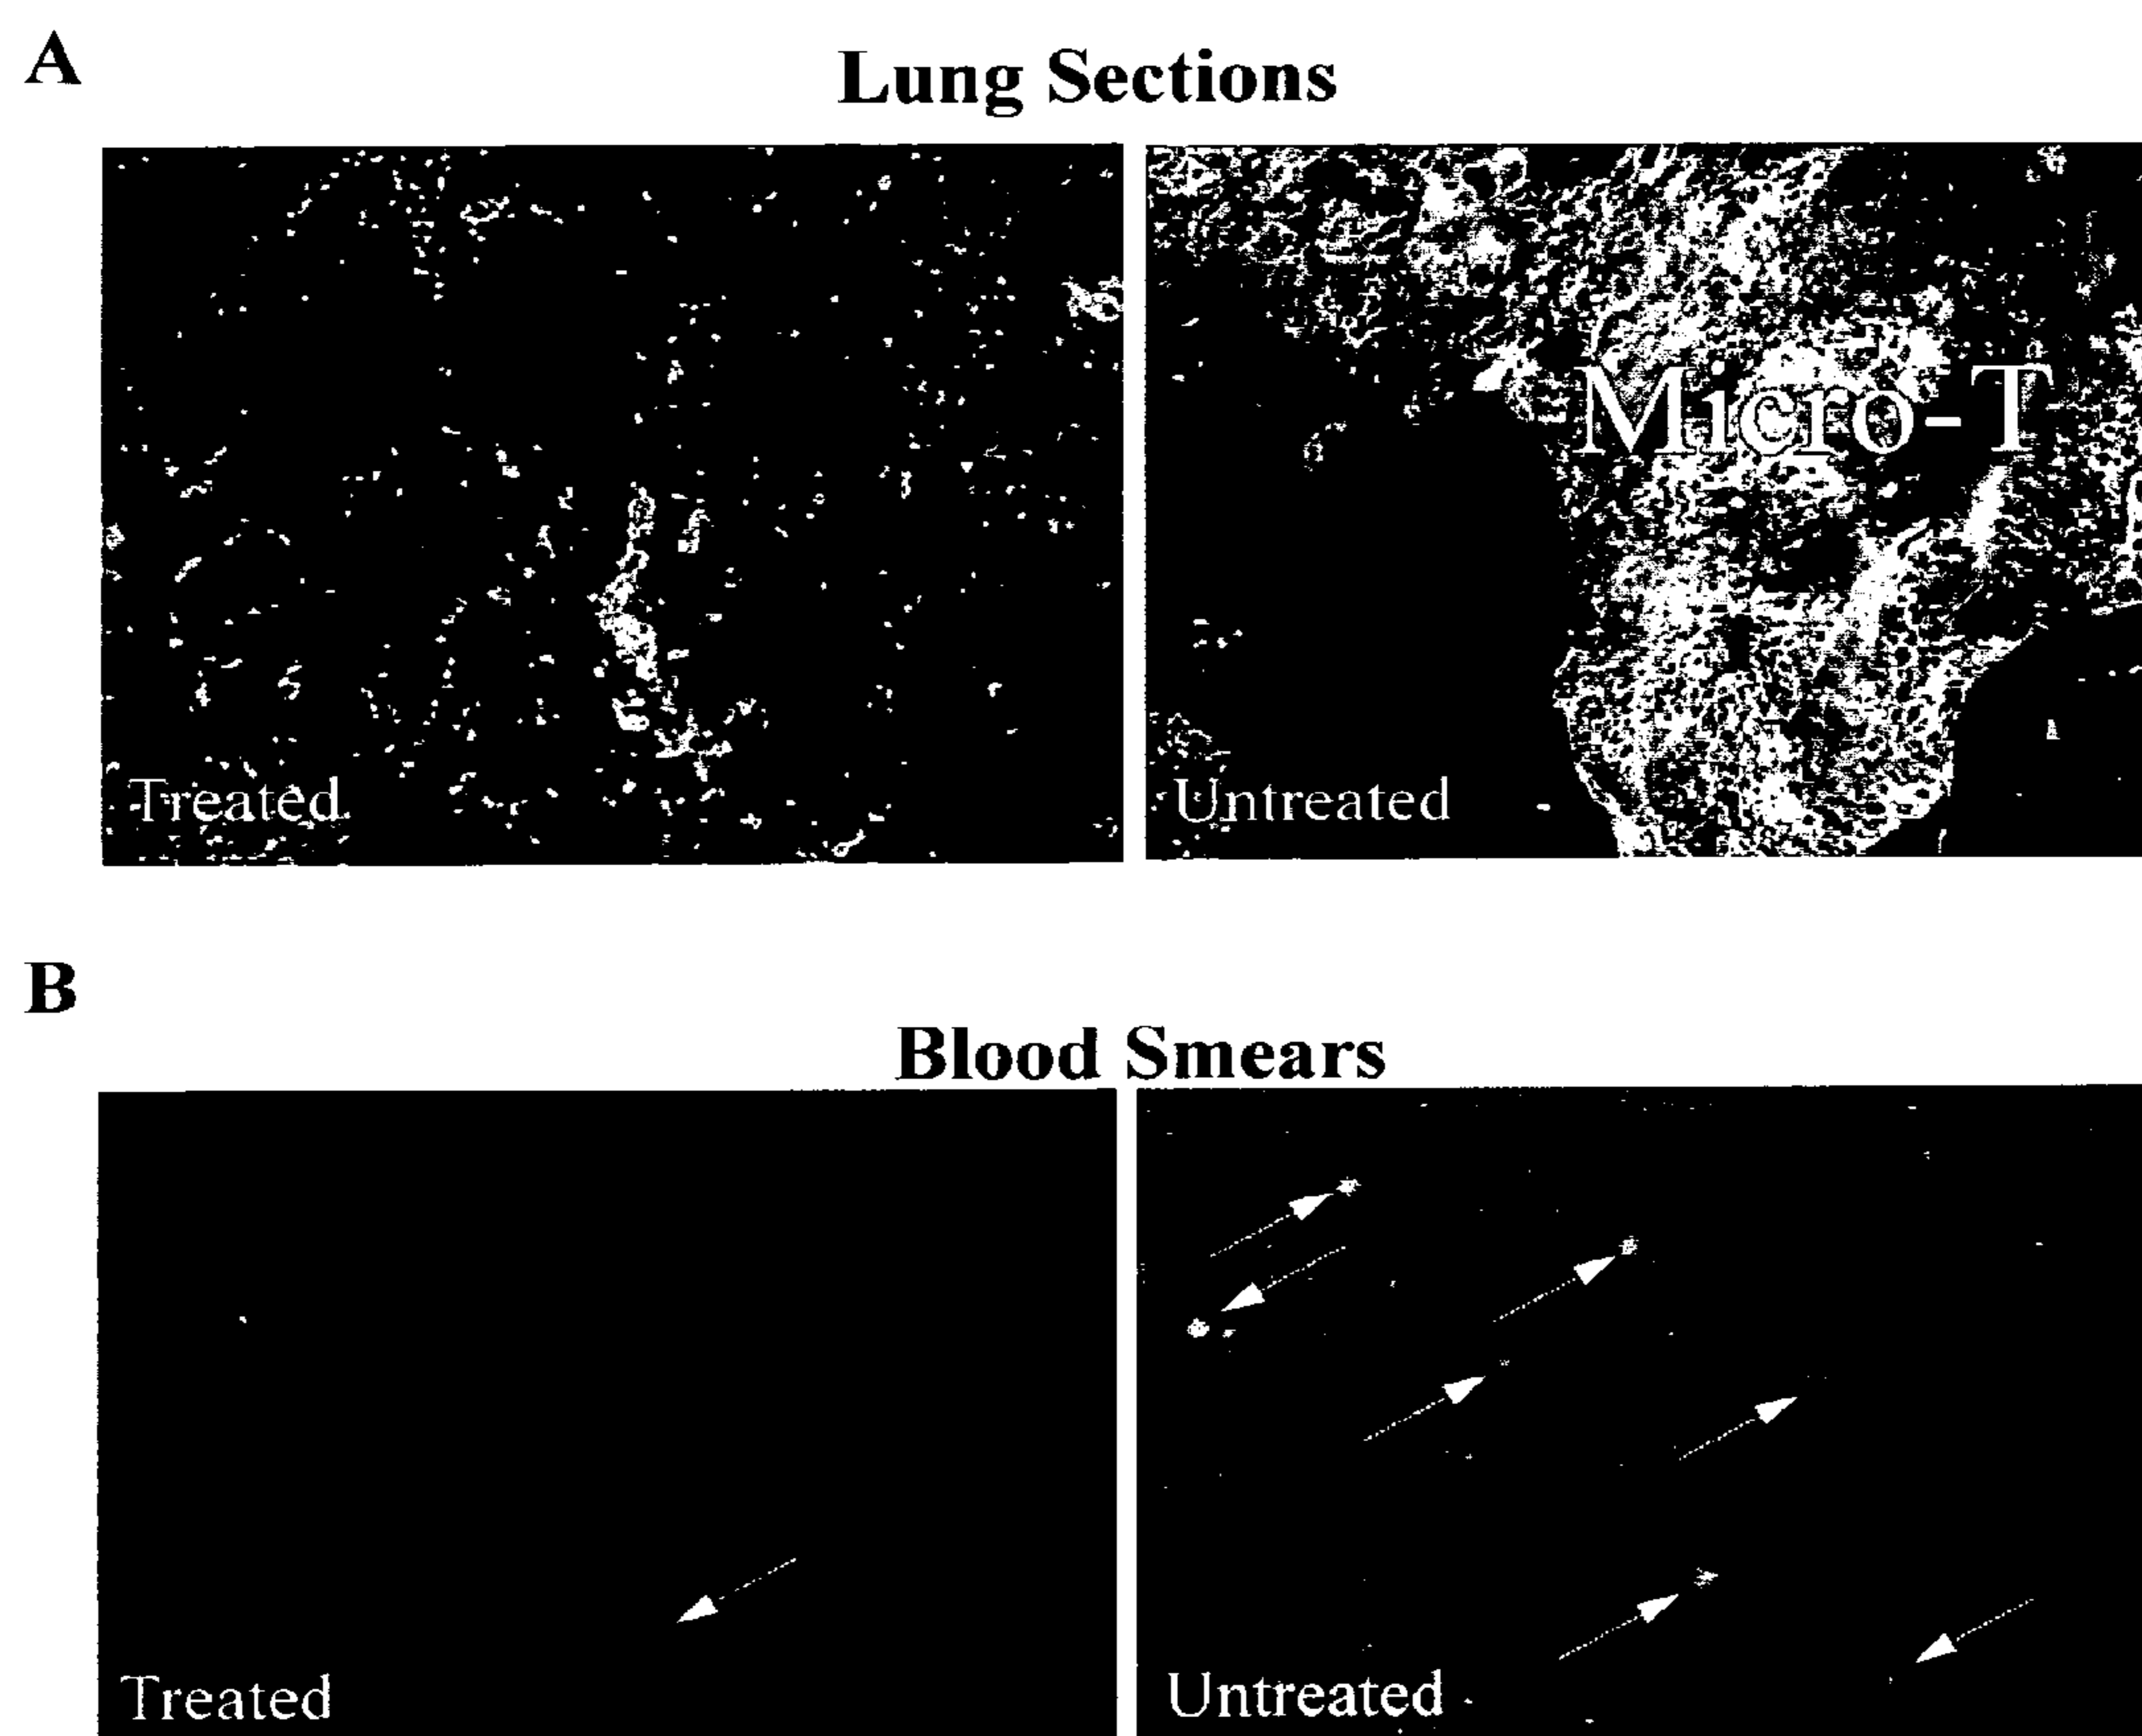 A
Lung Sections
Micro-T
Treated
Untreated
B
Blood Smears
Treated
Untreated